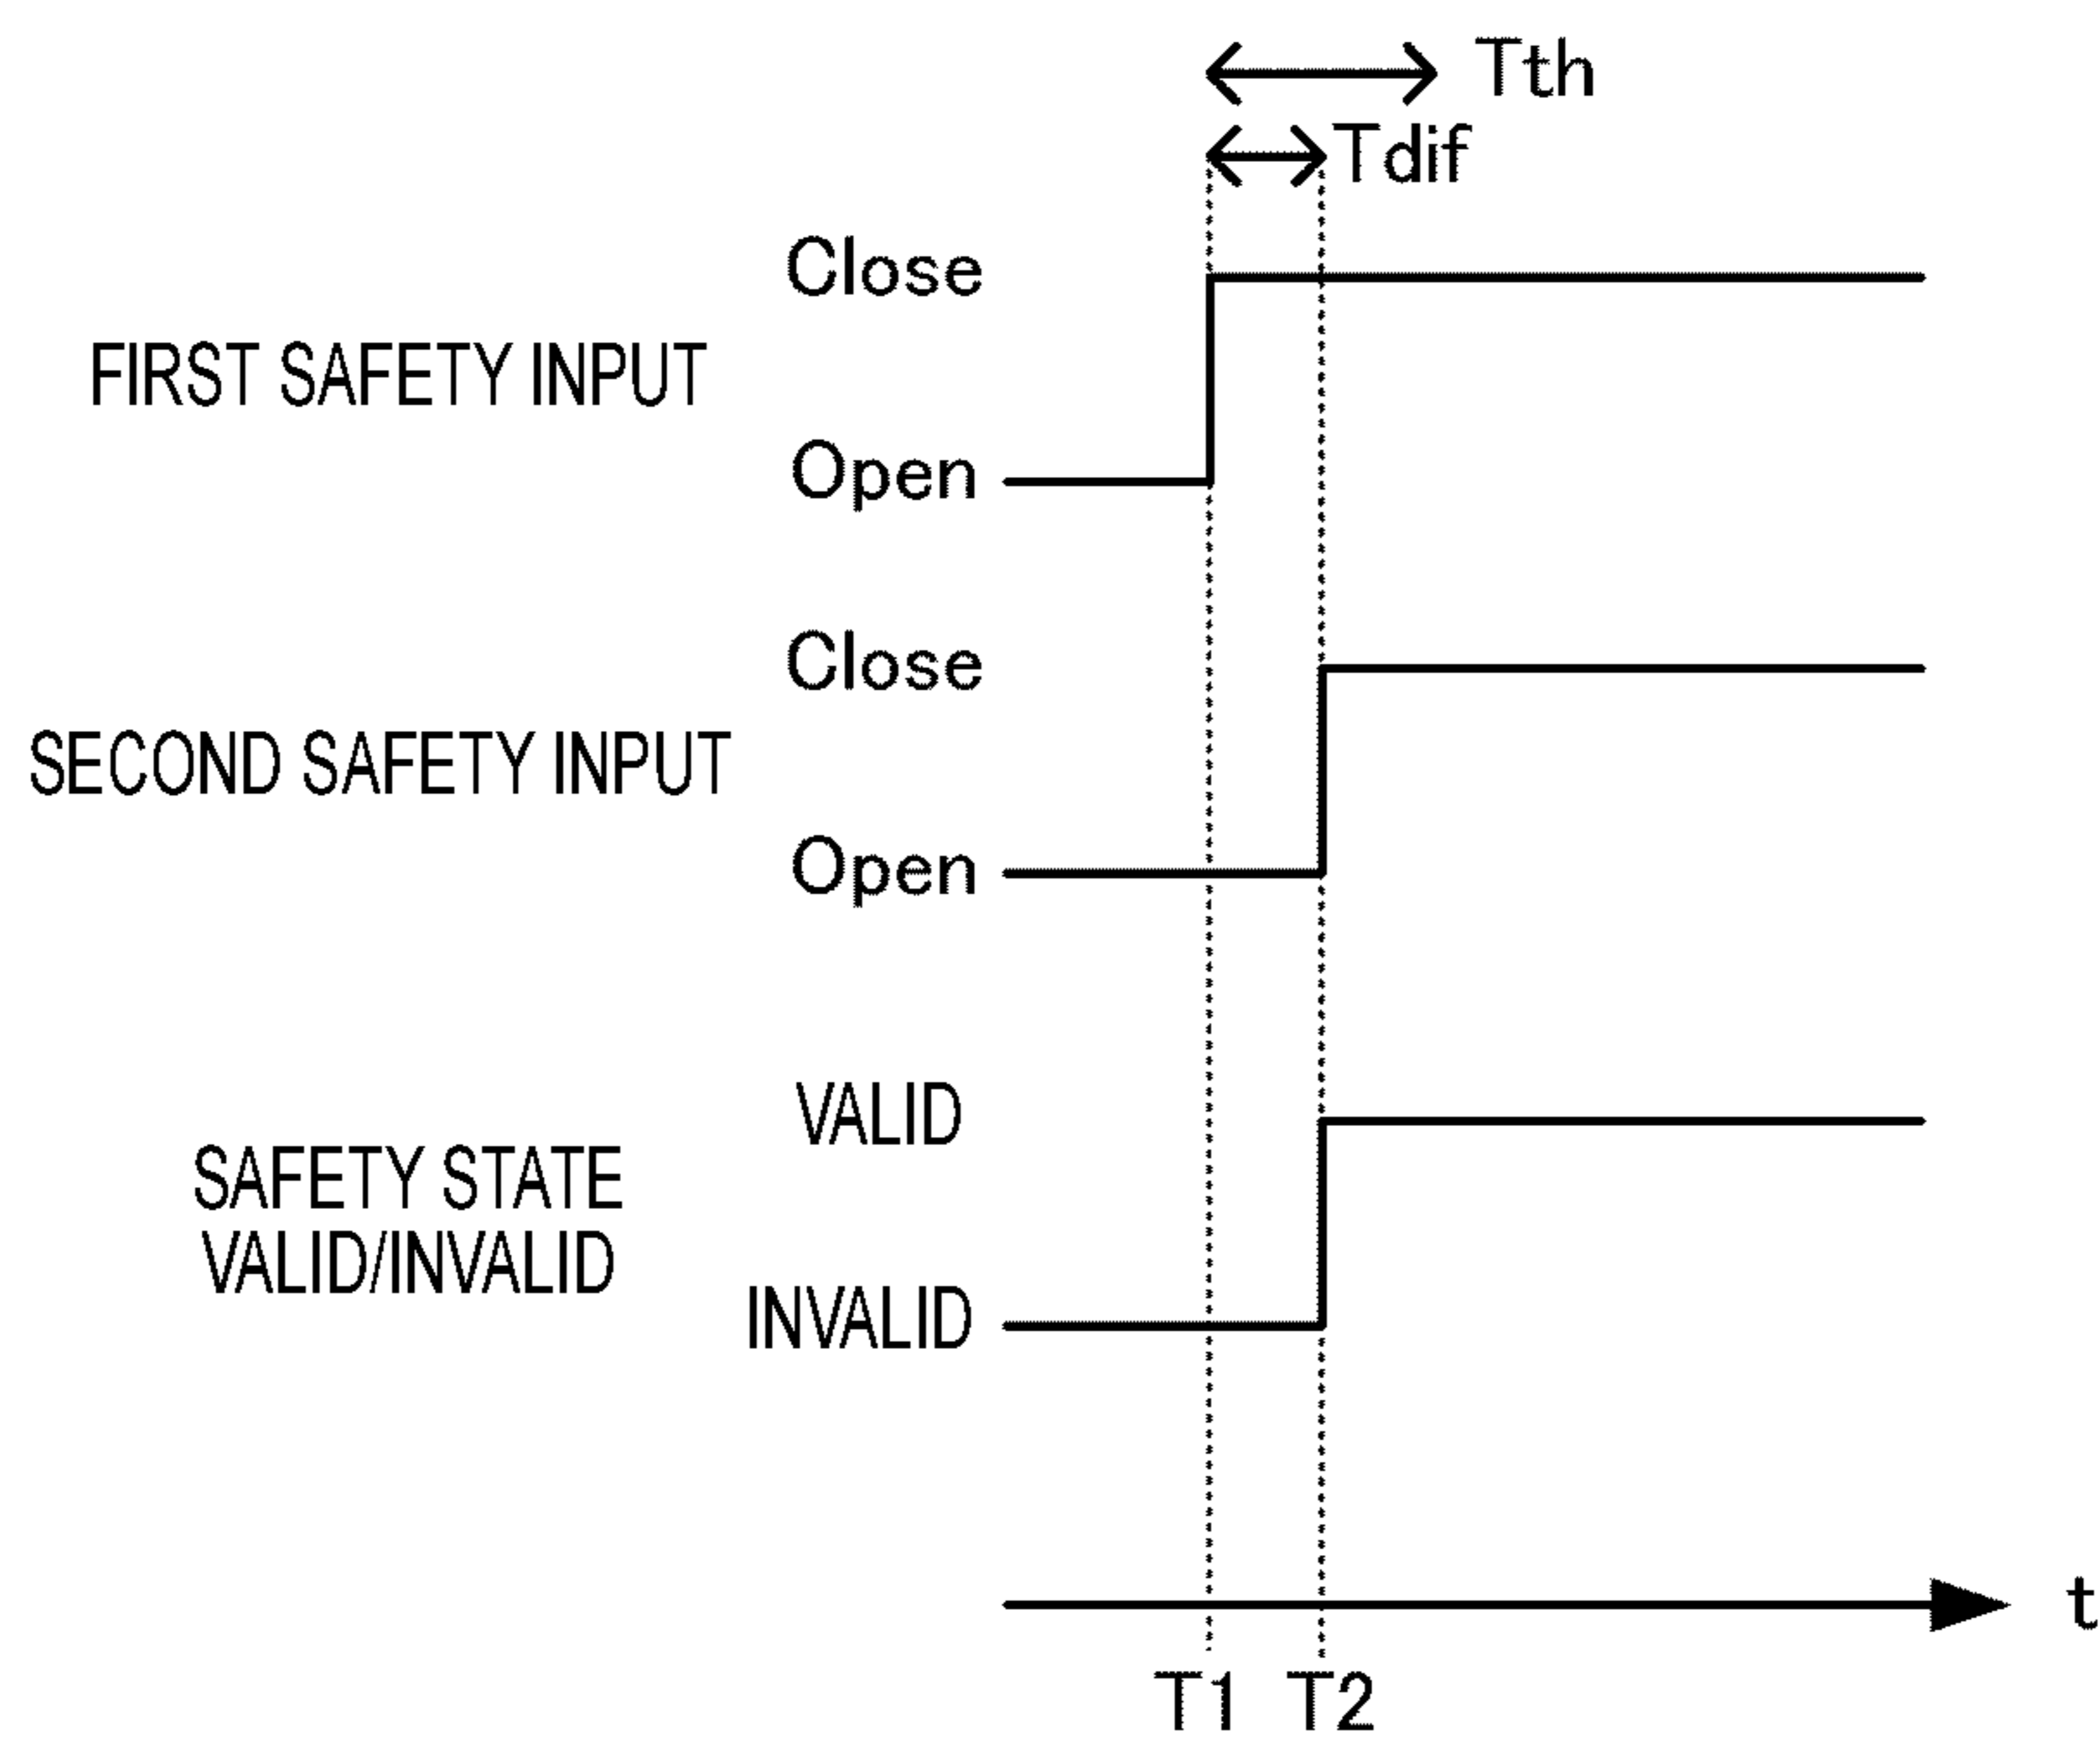 Tth
Tdif
Close
FIRST SAFETY INPUT
Open
Close
SECOND SAFETY INPUT
Open
VALID
SAFETY STATE
VALID/INVALID
INVALID
t
T1 T2